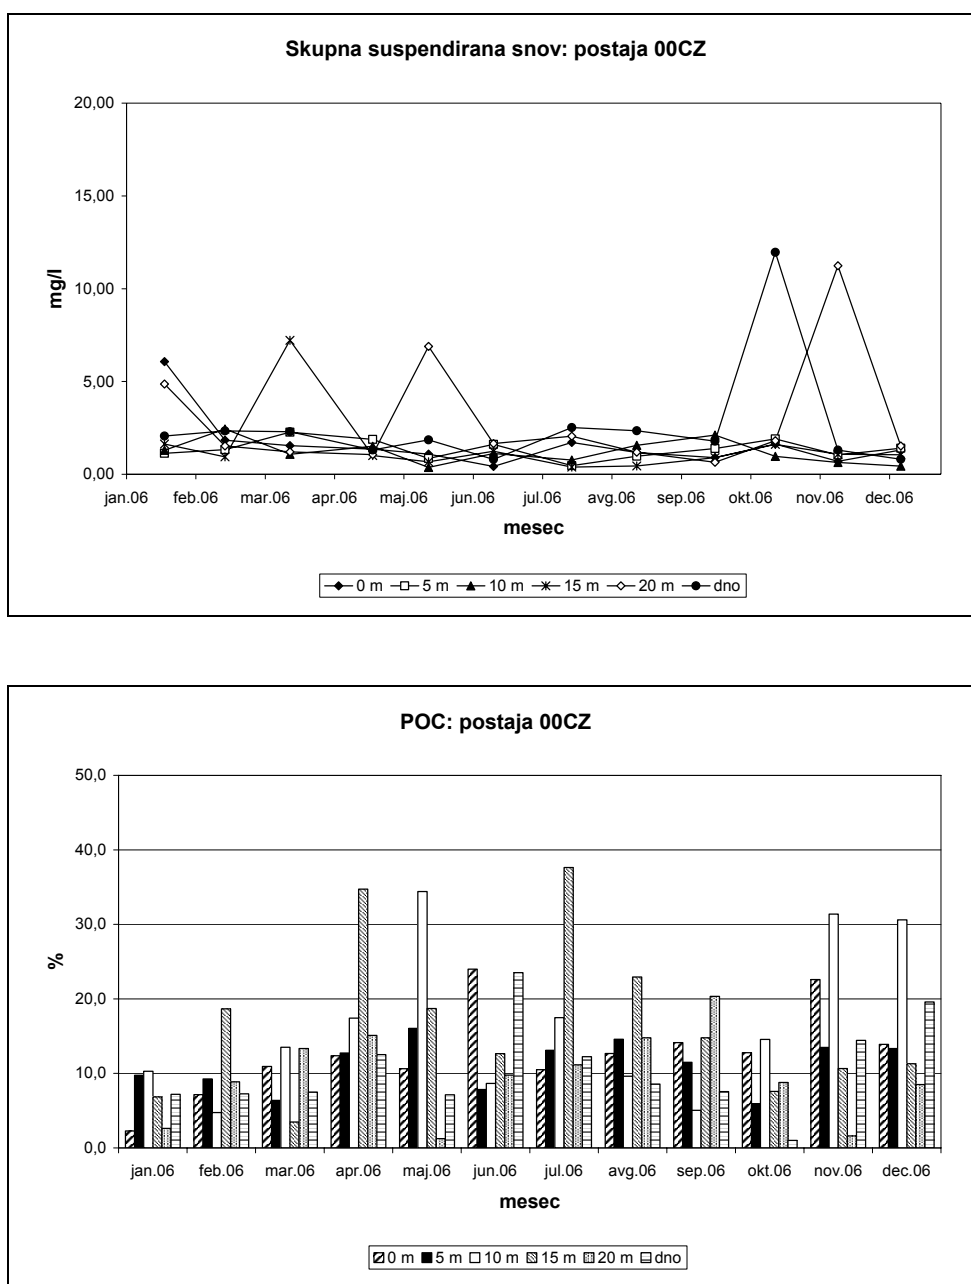 Skupna suspendirana snov: postaja 00CZ
20,00
15,00
10,00
5,00
0,00
mg/l
jan.06 feb.06 mar.06 apr.06 maj.06 jun.06 jul.06 avg.06 sep.06 okt.06 nov.06 dec.06
mesec
0 m 5 m 10 m 15 m 20 m dno
POC: postaja 00CZ
50,0
40,0
30,0
20,0
10,0
0,0
%
jan.06 feb.06 mar.06 apr.06 maj.06 jun.06 jul.06 avg.06 sep.06 okt.06 nov.06 dec.06
mesec
0 m 5 m 10 m 15 m 20 m dno